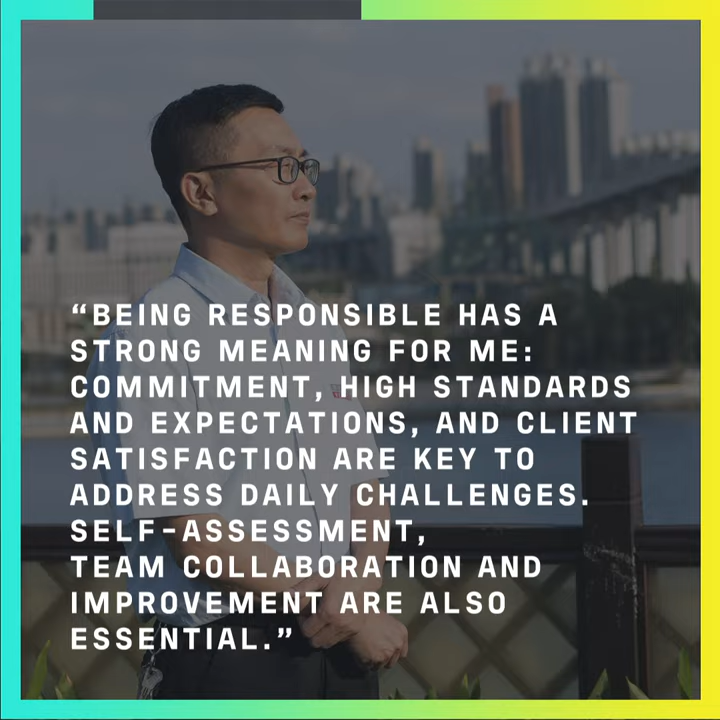 “BEING RESPONSIBLE HAS A
STRONG MEANING FOR ME:
COMMITMENT, HIGH STANDARDS
AND EXPECTATIONS, AND CLIENT
SATISFACTION ARE KEY TO
ADDRESS DAILY CHALLENGES.
SELF-ASSESSMENT,
TEAM COLLABORATION AND
IMPROVEMENT ARE ALSO
ESSENTIAL.”